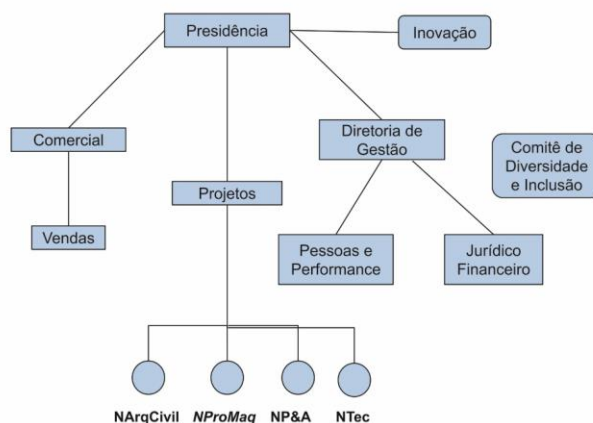 Presidência
Inovação
Comercial
Diretoria de
Gestão
Comitê de
Diversidade
e Inclusão
Projetos
Vendas
Pessoas e
Performance
Jurídico
Financeiro
NArqCivil
NProMaq
NP&A
NTec